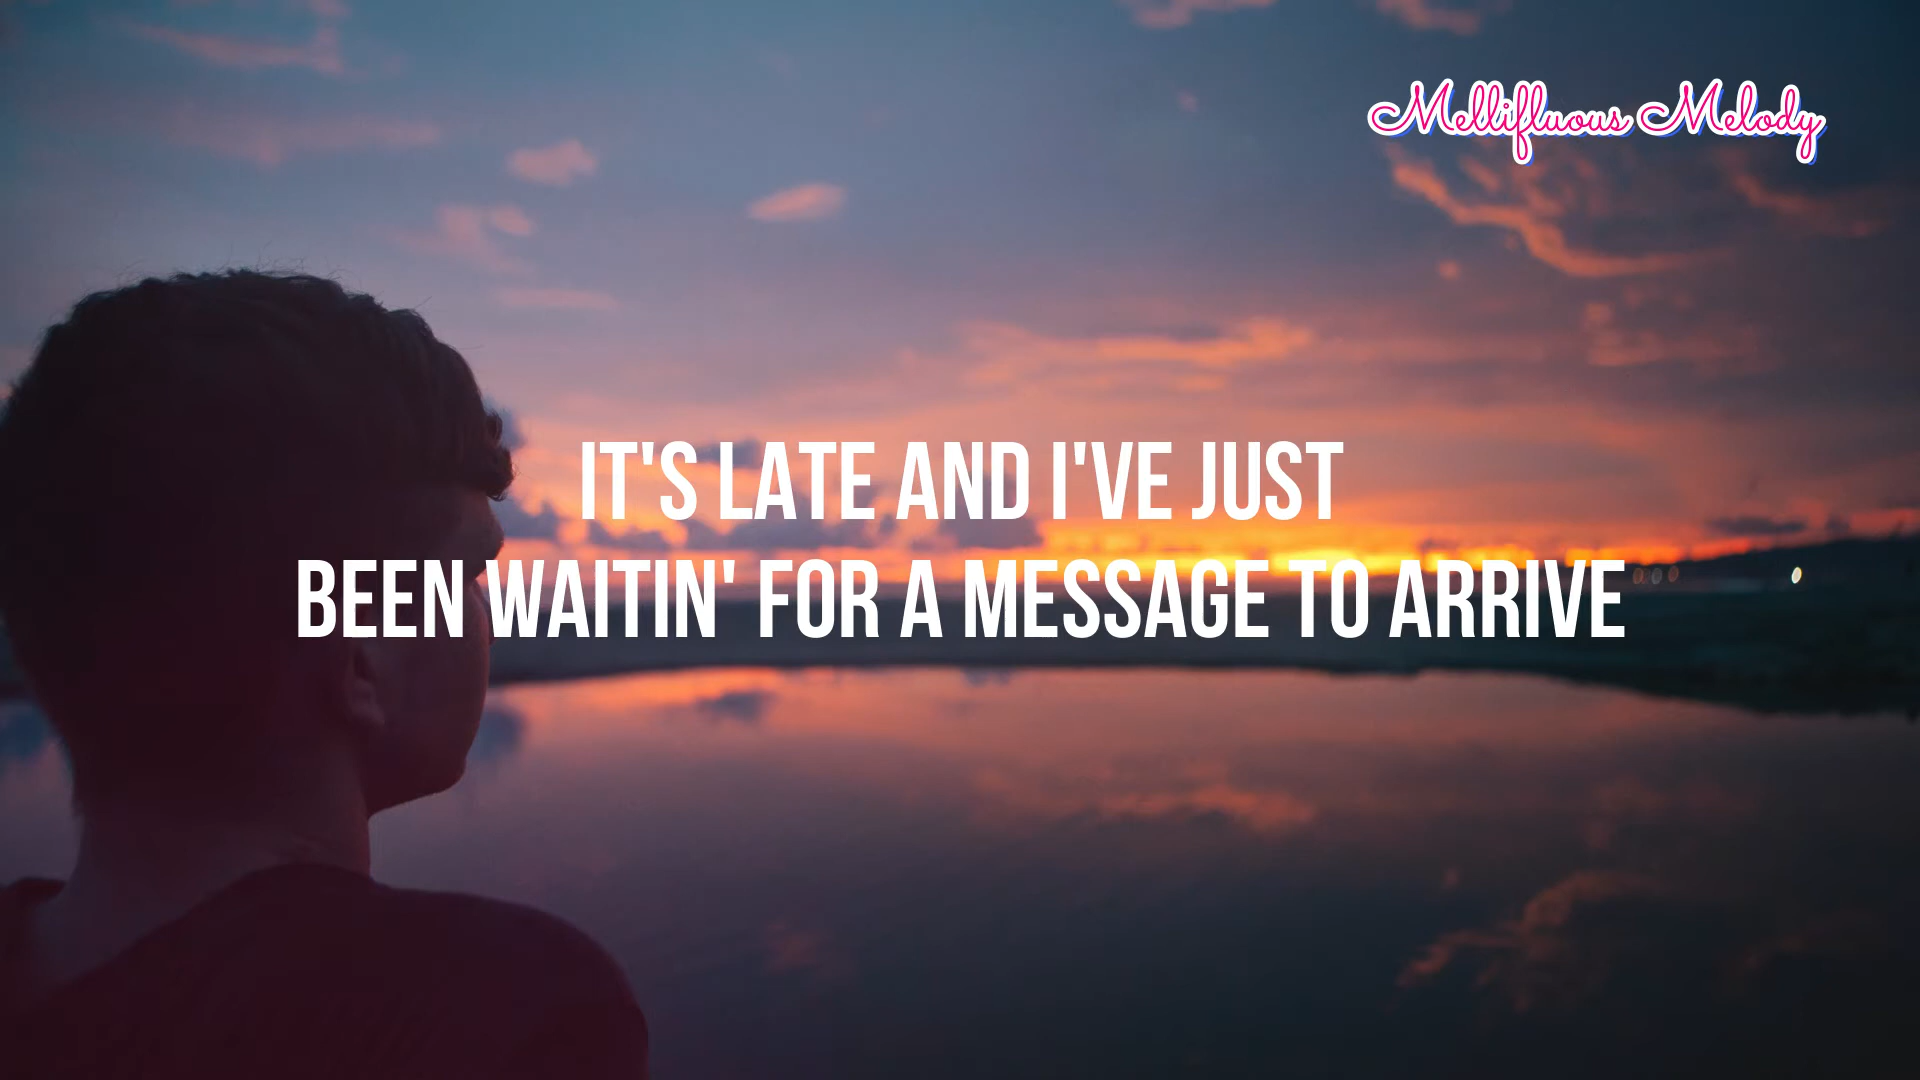 Mellifluous Melody
IT'S LATE AND I'VE JUST
BEEN WAITIN' FOR A MESSAGE TO ARRIVE